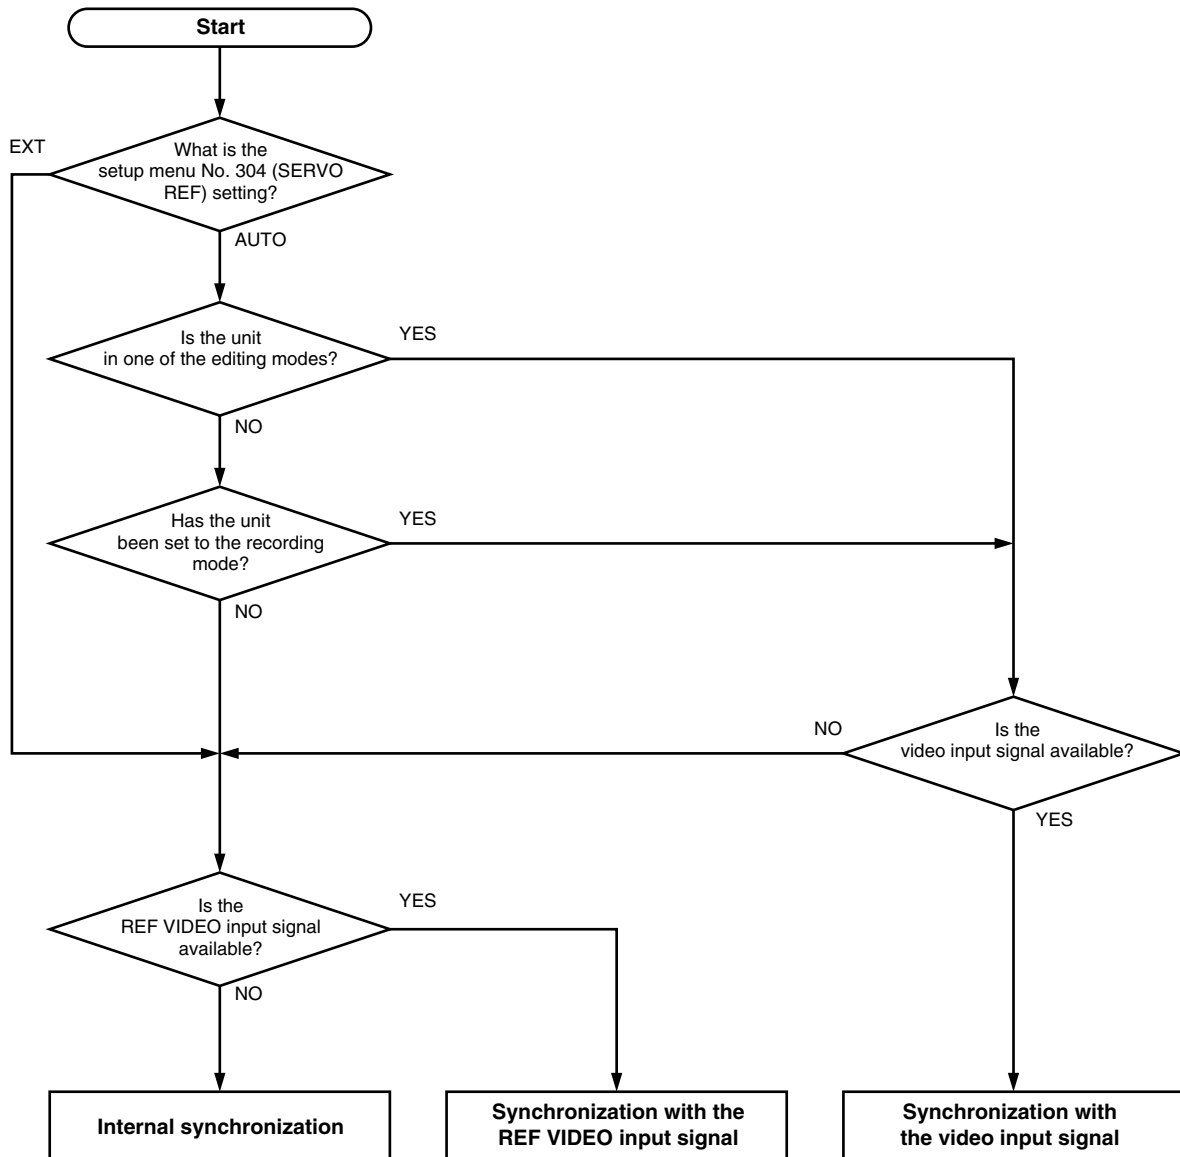 Start
EXT
What is the
setup menu No. 304 (SERVO
REF) setting?
AUTO
Is the unit
in one of the editing modes?
YES
NO
Has the unit
been set to the recording
mode?
YES
NO
NO
Is the
video input signal available?
YES
Is the
REF VIDEO input signal
available?
YES
NO
Internal synchronization
Synchronization with the
REF VIDEO input signal
Synchronization with
the video input signal